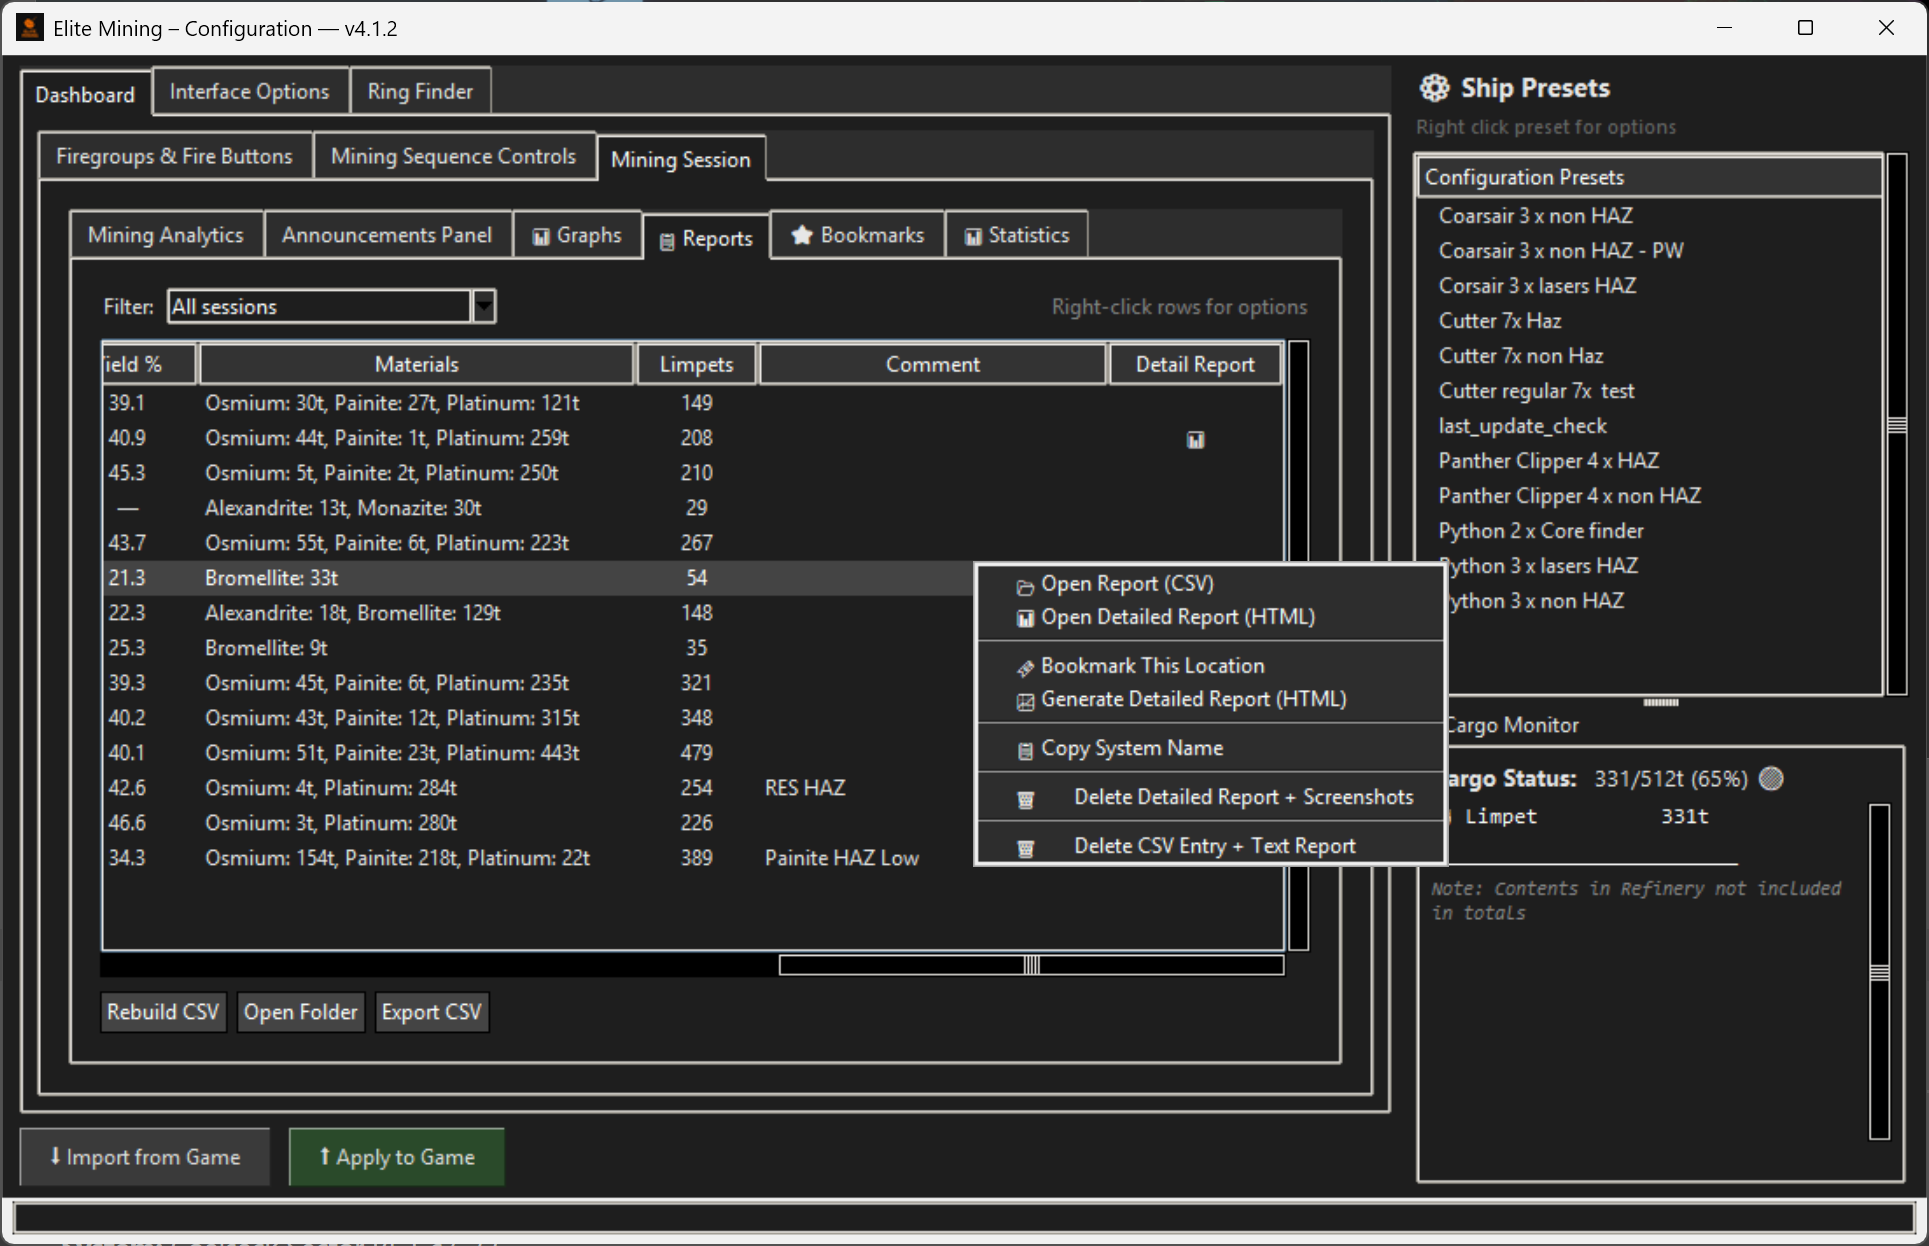 Elite Mining – Configuration — v4.1.2
Dashboard
Interface Options
Ring Finder
Firegroups & Fire Buttons
Mining Sequence Controls
Mining Session
Mining Analytics
Announcements Panel
Graphs
Reports
Bookmarks
Statistics
Filter: All sessions
Right-click rows for options
ield % Materials Limpets Comment Detail Report
39.1 Osmium: 30t, Painite: 27t, Platinum: 121t 149
40.9 Osmium: 44t, Painite: 1t, Platinum: 259t 208
45.3 Osmium: 5t, Painite: 2t, Platinum: 250t 210
— Alexandrite: 13t, Monazite: 30t 29
43.7 Osmium: 55t, Painite: 6t, Platinum: 223t 267
21.3 Bromellite: 33t 54
22.3 Alexandrite: 18t, Bromellite: 129t 148
25.3 Bromellite: 9t 35
39.3 Osmium: 45t, Painite: 6t, Platinum: 235t 321
40.2 Osmium: 43t, Painite: 12t, Platinum: 315t 348
40.1 Osmium: 51t, Painite: 23t, Platinum: 443t 479
42.6 Osmium: 4t, Platinum: 284t 254 RES HAZ
46.6 Osmium: 3t, Platinum: 280t 226
34.3 Osmium: 154t, Painite: 218t, Platinum: 22t 389 Painite HAZ Low
Open Report (CSV)
Open Detailed Report (HTML)
Bookmark This Location
Generate Detailed Report (HTML)
Copy System Name
Delete Detailed Report + Screenshots
Delete CSV Entry + Text Report
Rebuild CSV
Open Folder
Export CSV
Import from Game
Apply to Game
Ship Presets
Right click preset for options
Configuration Presets
Coarsair 3 x non HAZ
Coarsair 3 x non HAZ - PW
Corsair 3 x lasers HAZ
Cutter 7x Haz
Cutter 7x non Haz
Cutter regular 7x test
last_update_check
Panther Clipper 4 x HAZ
Panther Clipper 4 x non HAZ
Python 2 x Core finder
ython 3 x lasers HAZ
ython 3 x non HAZ
Cargo Monitor
argo Status: 331/512t (65%)
Limpet 331t
Note: Contents in Refinery not included
in totals